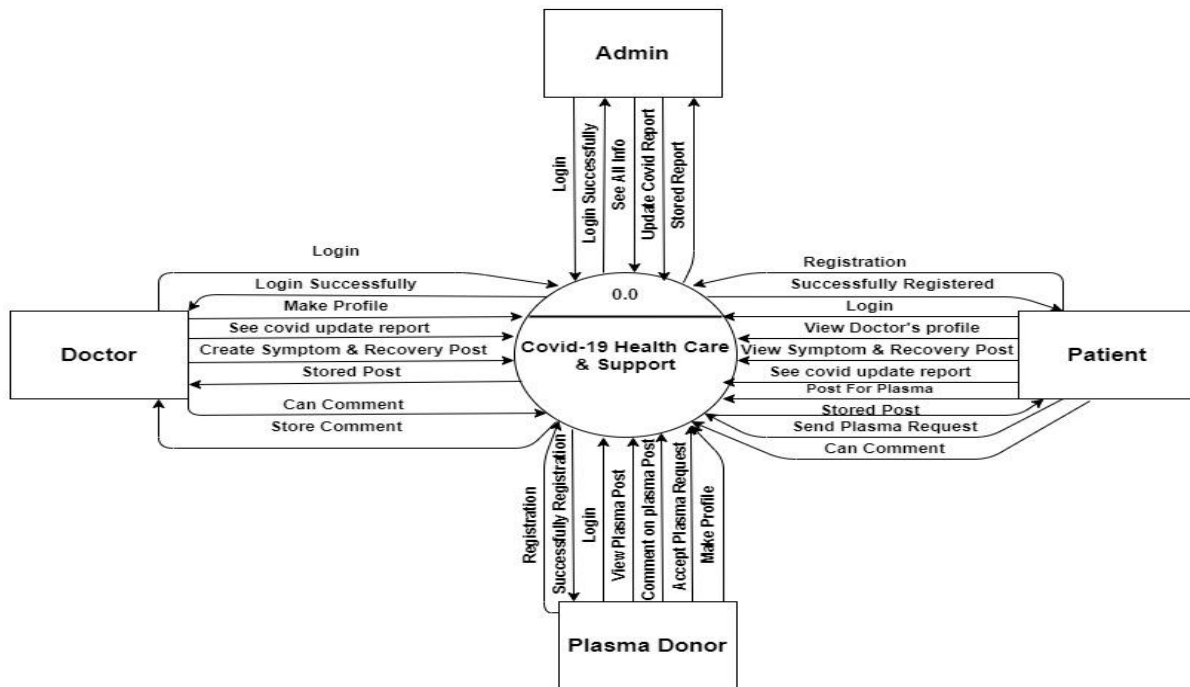 Admin
Login
Login Successfully
See All Info
Update Covid Report
Stored Report
Login
Login Successfully
Make Profile
See covid update report
Create Symptom & Recovery Post
Stored Post
Can Comment
Store Comment
Doctor
0.0
Covid-19 Health Care
& Support
Registration
Successfully Registered
Login
View Doctor's profile
View Symptom & Recovery Post
See covid update report
Post For Plasma
Stored Post
Send Plasma Request
Can Comment
Patient
Registration
Successfully Registration
Login
View Plasma Post
Comment on plasma Post
Accept Plasma Request
Make Profile
Plasma Donor